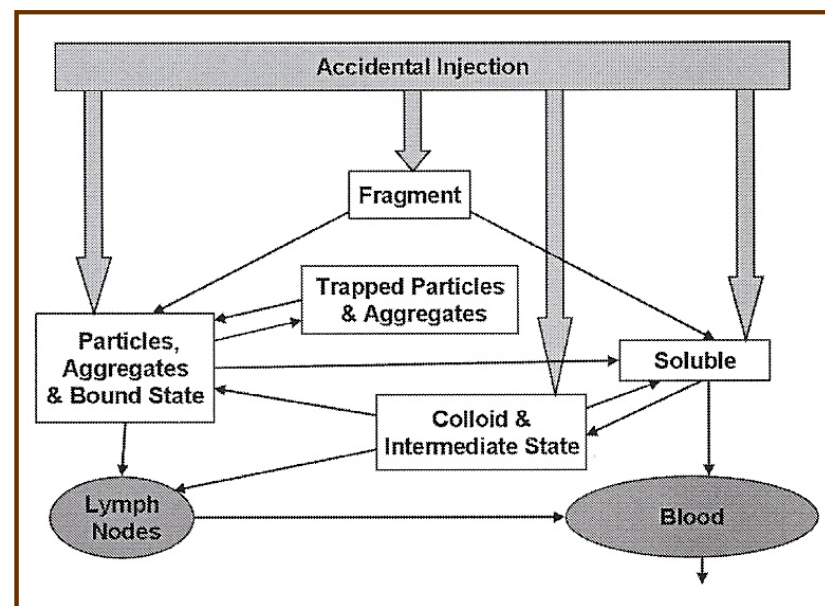 Accidental Injection
Fragment
Trapped Particles
& Aggregates
Particles,
Aggregates
& Bound State
Soluble
Colloid &
Intermediate State
Lymph
Nodes
Blood